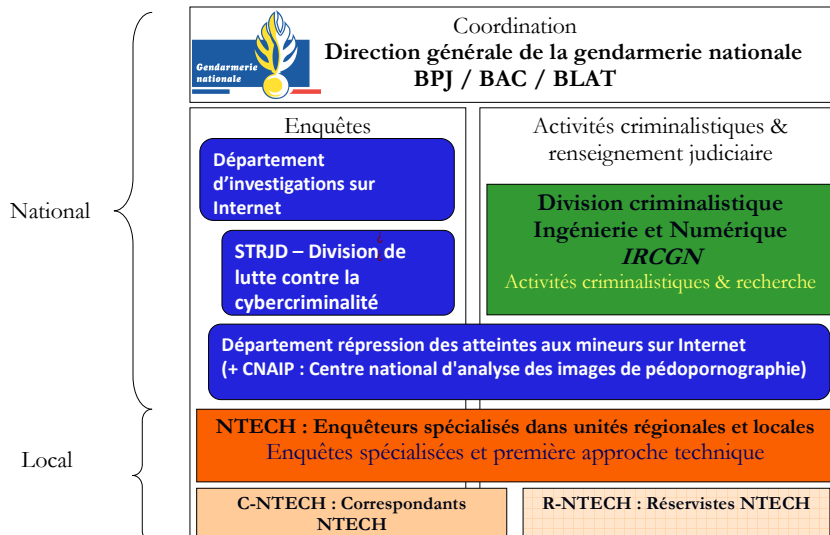 Coordination
Direction générale de la gendarmerie nationale
BPJ / BAC / BLAT
Gendarmerie
nationale
Enquêtes
Activités criminalistiques &
renseignement judiciaire
Département
d'investigations sur
Internet
STRJD – Division de
lutte contre la
cybercriminalité
Division criminalistique
Ingénierie et Numérique
IRCGN
Activités criminalistiques & recherche
National
Département répression des atteintes aux mineurs sur Internet
(+ CNAIP : Centre national d'analyse des images de pédopornographie)
Local
NTECH : Enquêteurs spécialisés dans unités régionales et locales
Enquêtes spécialisées et première approche technique
C-NTECH : Correspondants
NTECH
R-NTECH : Réservistes NTECH